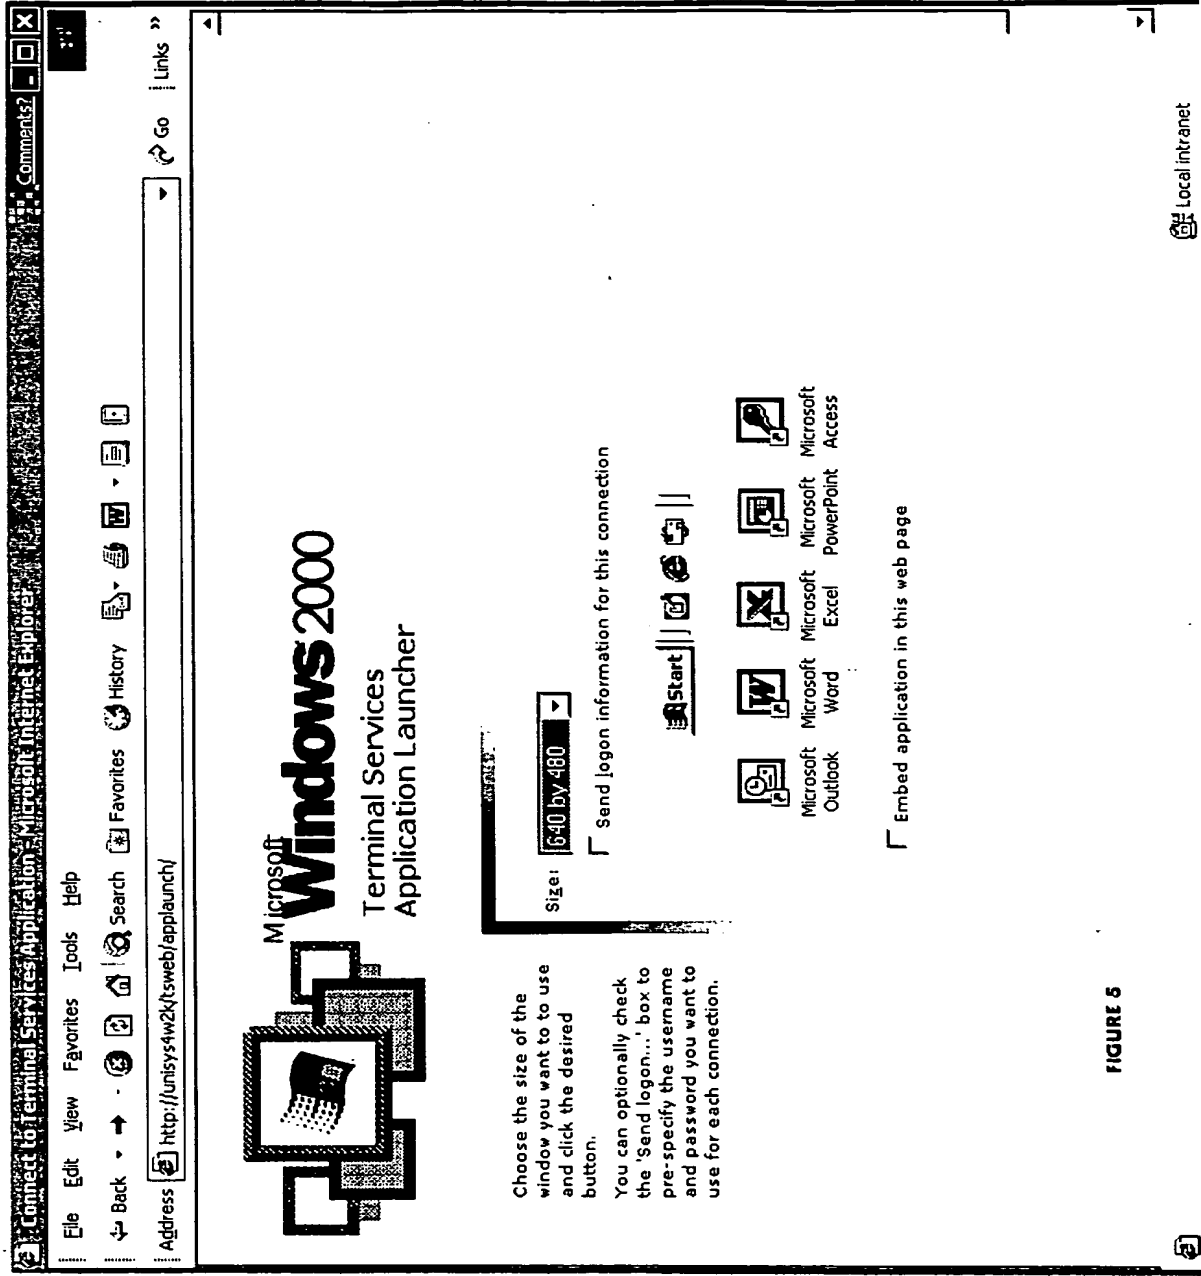 Connect to Terminal Services Application - Microsoft Internet Explorer Comments?
File Edit View Favorites Tools Help
Back Search Favorites History
Address http://unisys4w2k/tsweb/applaunch/ Go Links »
Microsoft
Windows 2000
Terminal Services
Application Launcher
Choose the size of the
window you want to to use
and click the desired
button.
You can optionally check
the 'Send logon...' box to
pre-specify the username
and password you want to
use for each connection.
Size: 640 by 480
Send logon information for this connection
Start
Microsoft Outlook
Microsoft Word
Microsoft Excel
Microsoft PowerPoint
Microsoft Access
Embed application in this web page
FIGURE 5
Local intranet